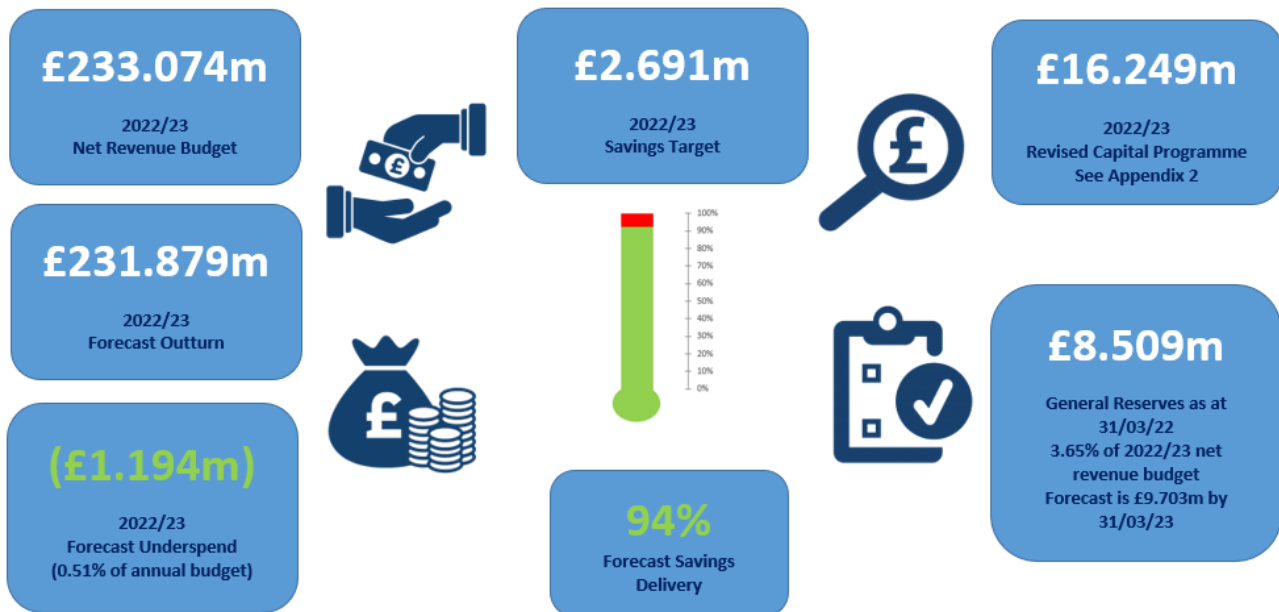 £233.074m
2022/23
Net Revenue Budget
£231.879m
2022/23
Forecast Outturn
(£1.194m)
2022/23
Forecast Underspend
(0.51% of annual budget)
£
£
£2.691m
2022/23
Savings Target
100%
90%
80%
70%
60%
50%
40%
30%
20%
10%
0%
94%
Forecast Savings
Delivery
£
£16.249m
2022/23
Revised Capital Programme
See Appendix 2
£8.509m
General Reserves as at
31/03/22
3.65% of 2022/23 net
revenue budget
Forecast is £9.703m by
31/03/23